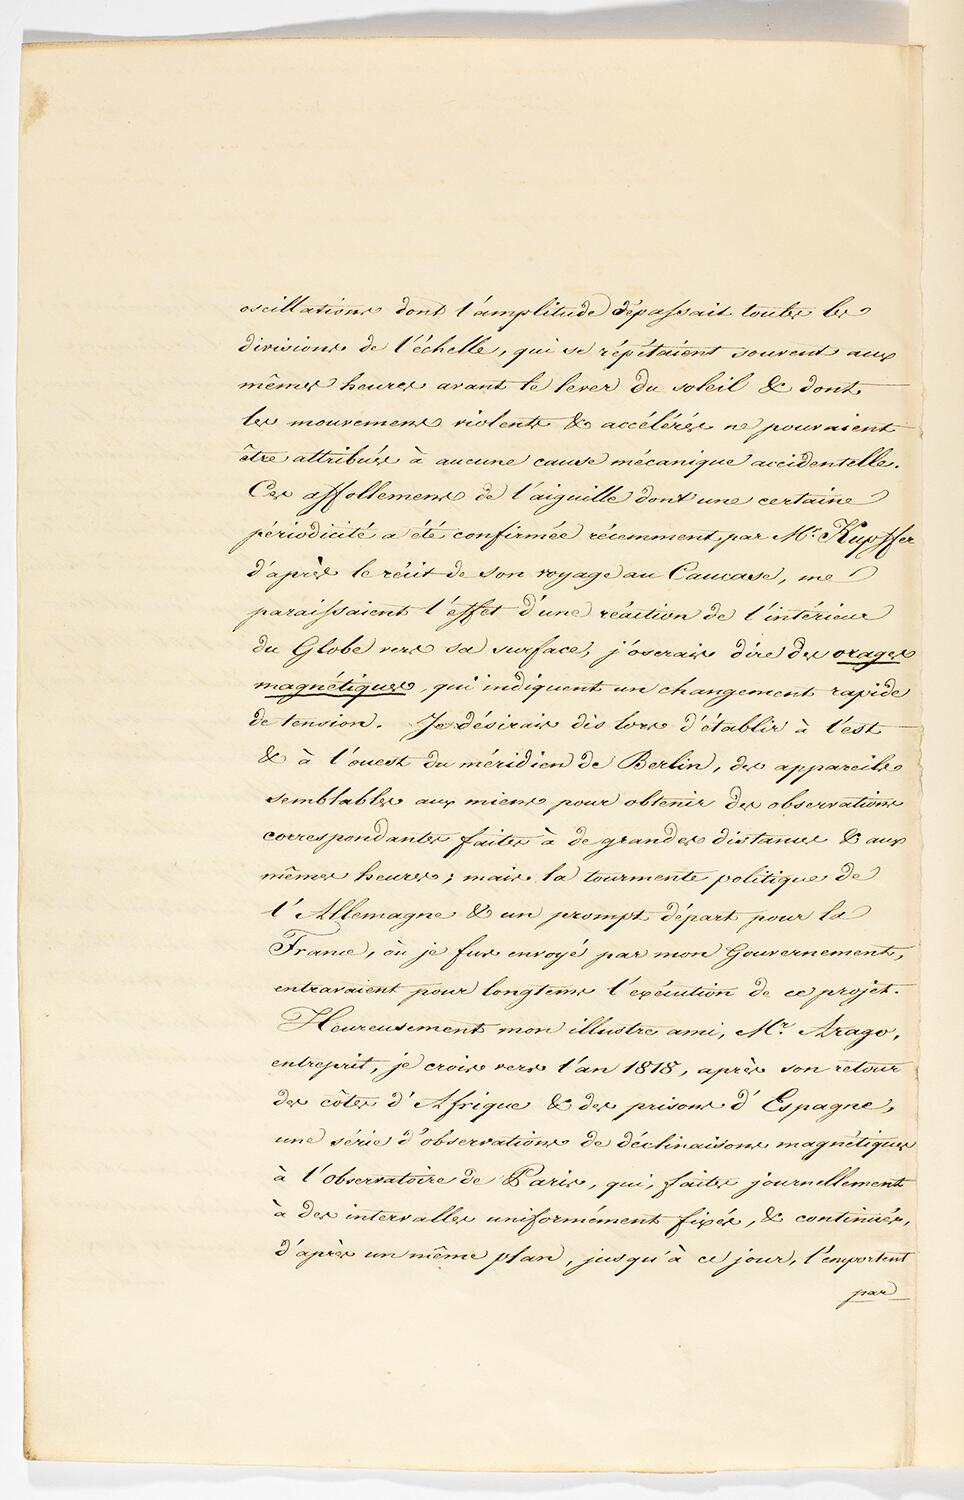 oscillations dont l'amplitude dépassait toutes les
divisions de l'échelle, qui se répétaient souvent aux
mêmes heures avant le lever du soleil & dont
les mouvemens violents & accélérés ne pouvaient
être attribués à aucune cause mécanique accidentelle.
Ces affollemens de l'aiguille dont une certaine
périodicité a été confirmée récemment par Mr. Kupffer
d'après le récit de son voyage au Caucase, me
paraissaient l'effet d'une réaction de l'intérieur
du Globe vers sa surface, j'oserais dire des orages
magnétiques, qui indiquent un changement rapide
de tension. Je désirais dis lors d'établir à l'est
& à l'ouest du méridien de Berlin, des appareils
semblables aux miens pour obtenir des observations
correspondantes faites à de grandes distances & aux
mêmes heures; mais la tourmente politique de
l'Allemagne & un prompt départ pour la
France, où je fus envoyé par mon Gouvernement,
entravaient pour longtems l'exécution de ce projet.
Heureusement mon illustre ami, Mr. Arago,
entreprit, je crois vers l'an 1818, après son retour
des côtes d'Afrique & des prisons d'Espagne,
une série d'observations de déclinaisons magnétiques
à l'observatoire de Paris, qui, faites journellement
à des intervalles uniformément fixés, & continués,
d'après un même plan, jusqu'à ce jour, l'emportent
par